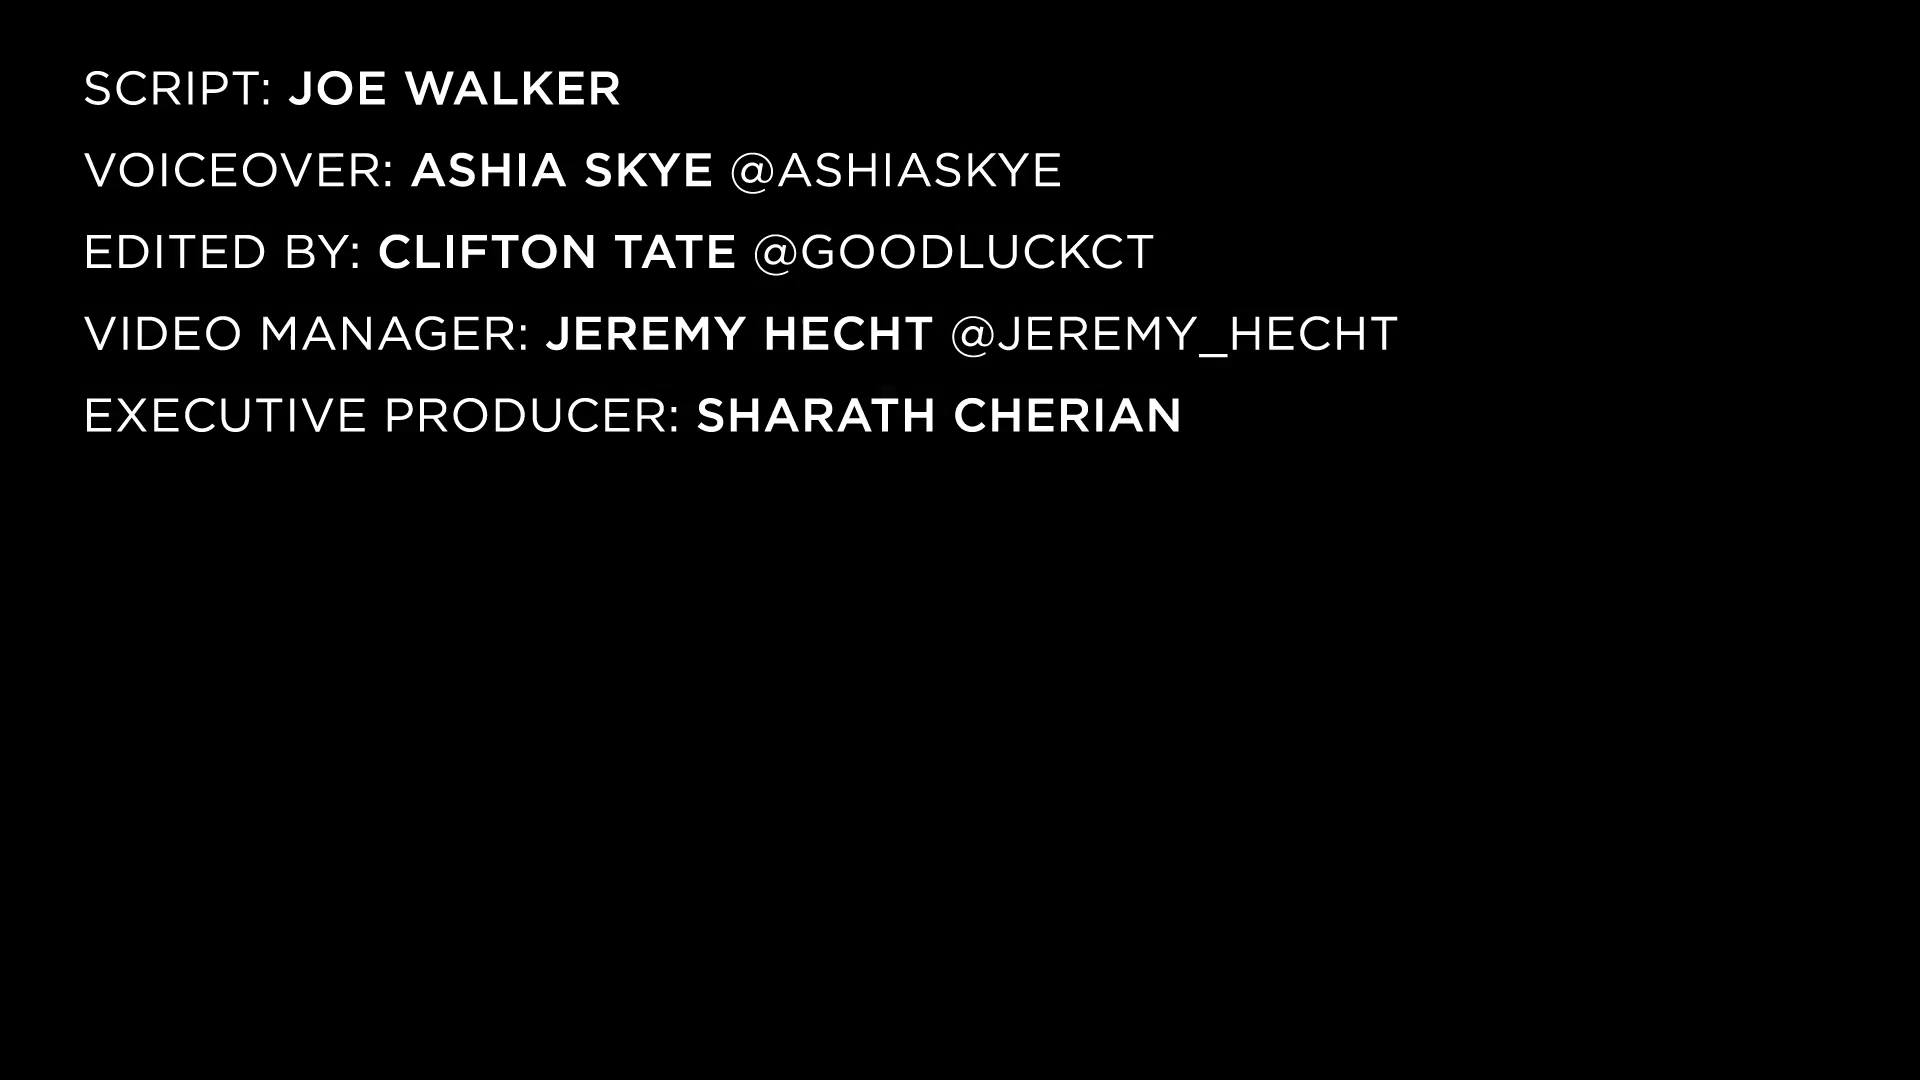 SCRIPT: JOE WALKER
VOICEOVER: ASHIA SKYE @ASHIASKYE
EDITED BY: CLIFTON TATE @GOODLUCKCT
VIDEO MANAGER: JEREMY HECHT @JEREMY_HECHT
EXECUTIVE PRODUCER: SHARATH CHERIAN